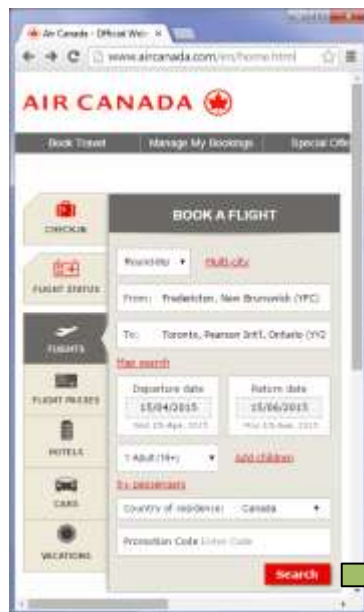 Air Canada - Official Web
www.aircanada.com/en/home.html
AIR CANADA
Book Travel Manage My Bookings Special Offe
CHECK-IN
FLIGHT STATUS
FLIGHTS
FLIGHT PASSES
HOTELS
CARS
VACATIONS
BOOK A FLIGHT
Roundtrip Multi-city
From: Fredericton, New Brunswick (YFC)
To: Toronto, Pearson Int'l, Ontario (YYZ
Map search
Departure date Return date
15/04/2015 15/06/2015
Wed 15-Apr, 2015 Mon 15-Jun, 2015
1 Adult (16+) Add children
9+ passengers
Country of residence: Canada
Promotion Code Enter Code
Search